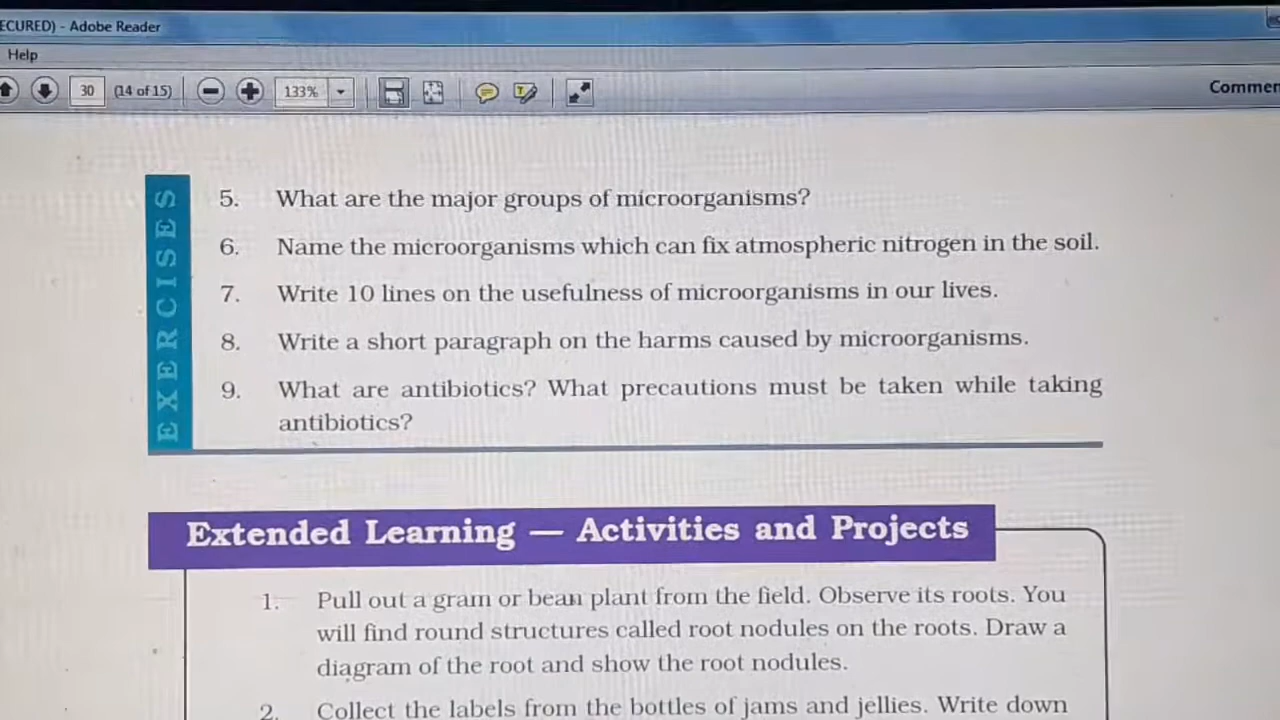 ECURED) - Adobe Reader
Help
30 (14 of 15) 133% Commen
EXERCISES
5. What are the major groups of microorganisms?
6. Name the microorganisms which can fix atmospheric nitrogen in the soil.
7. Write 10 lines on the usefulness of microorganisms in our lives.
8. Write a short paragraph on the harms caused by microorganisms.
9. What are antibiotics? What precautions must be taken while taking
antibiotics?
Extended Learning — Activities and Projects
1. Pull out a gram or bean plant from the field. Observe its roots. You
will find round structures called root nodules on the roots. Draw a
diagram of the root and show the root nodules.
2. Collect the labels from the bottles of jams and jellies. Write down